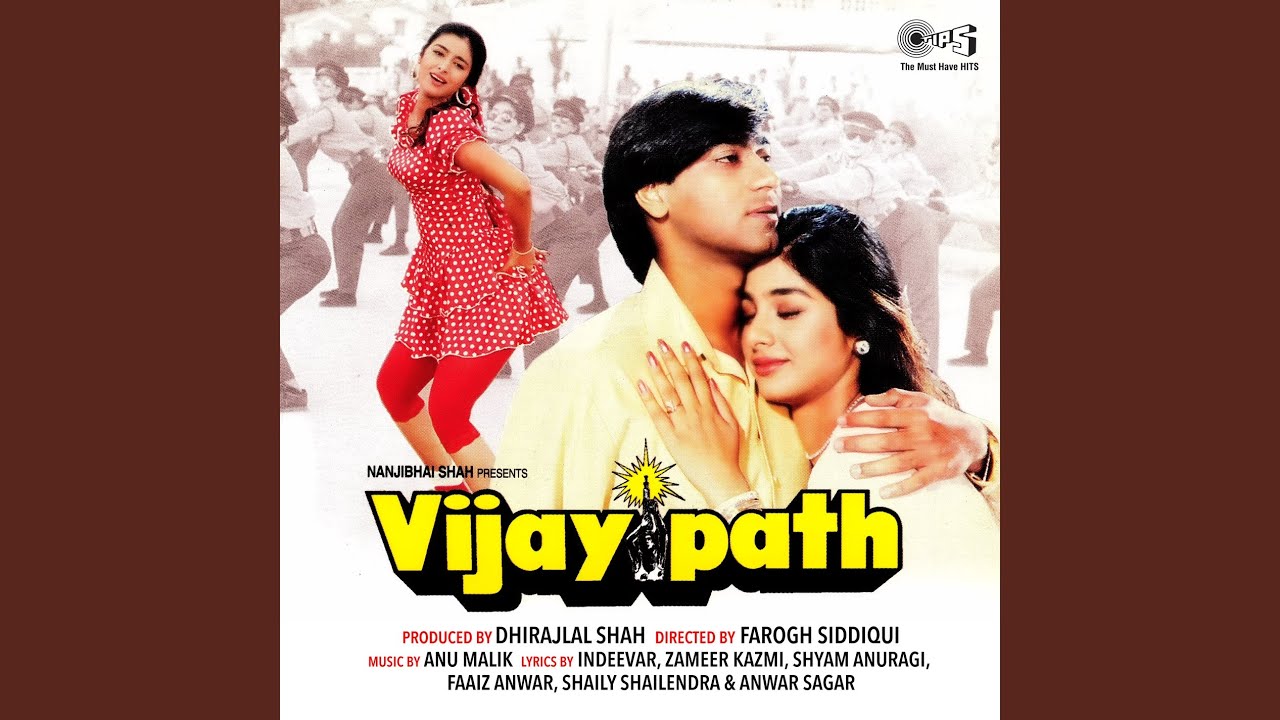 TIPS
The Must Have HITS
NANJIBHAI SHAH PRESENTS
Vijaypath
PRODUCED BY DHIRAJLAL SHAH DIRECTED BY FAROGH SIDDIQUI
MUSIC BY ANU MALIK LYRICS BY INDEEVAR, ZAMEER KAZMI, SHYAM ANURAGI,
FAAIZ ANWAR, SHAILY SHAILENDRA & ANWAR SAGAR